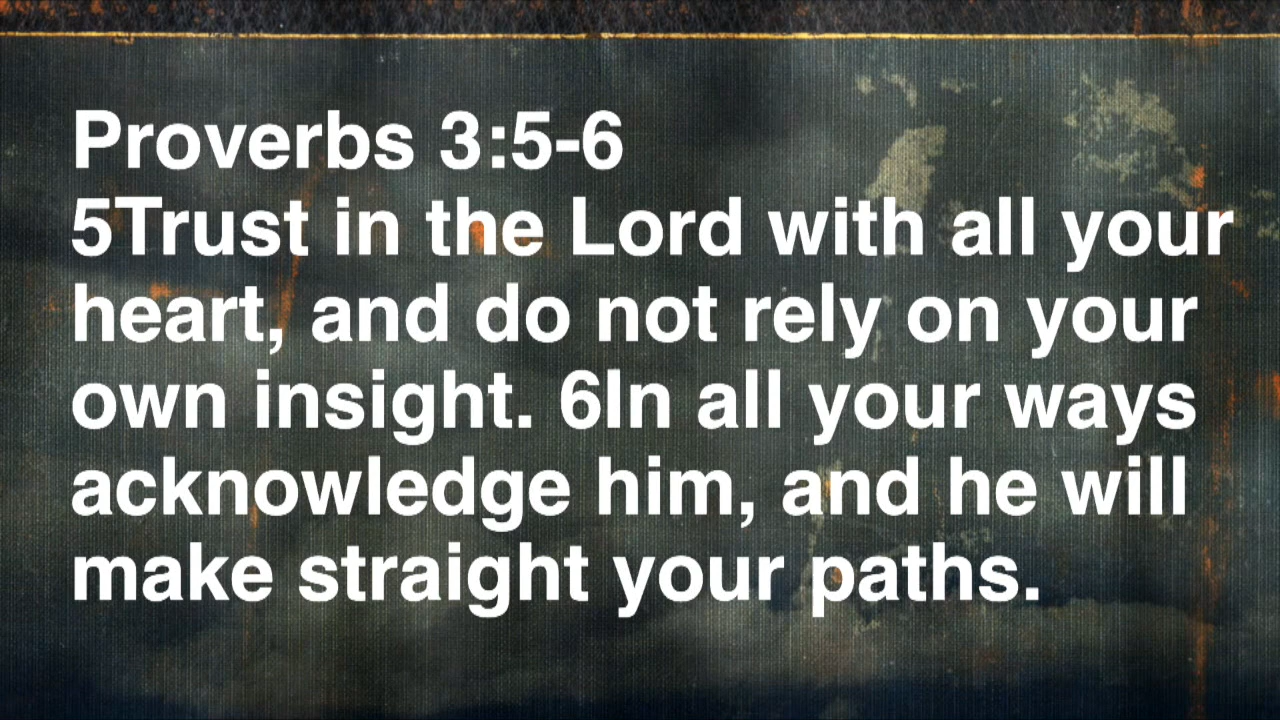 Proverbs 3:5-6
5Trust in the Lord with all your
heart, and do not rely on your
own insight. 6In all your ways
acknowledge him, and he will
make straight your paths.